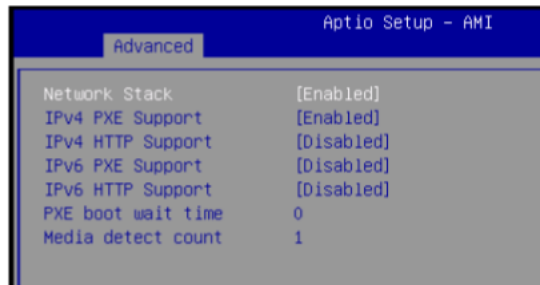 Aptio Setup – AMI
Advanced
Network Stack [Enabled]
IPv4 PXE Support [Enabled]
IPv4 HTTP Support [Disabled]
IPv6 PXE Support [Disabled]
IPv6 HTTP Support [Disabled]
PXE boot wait time 0
Media detect count 1